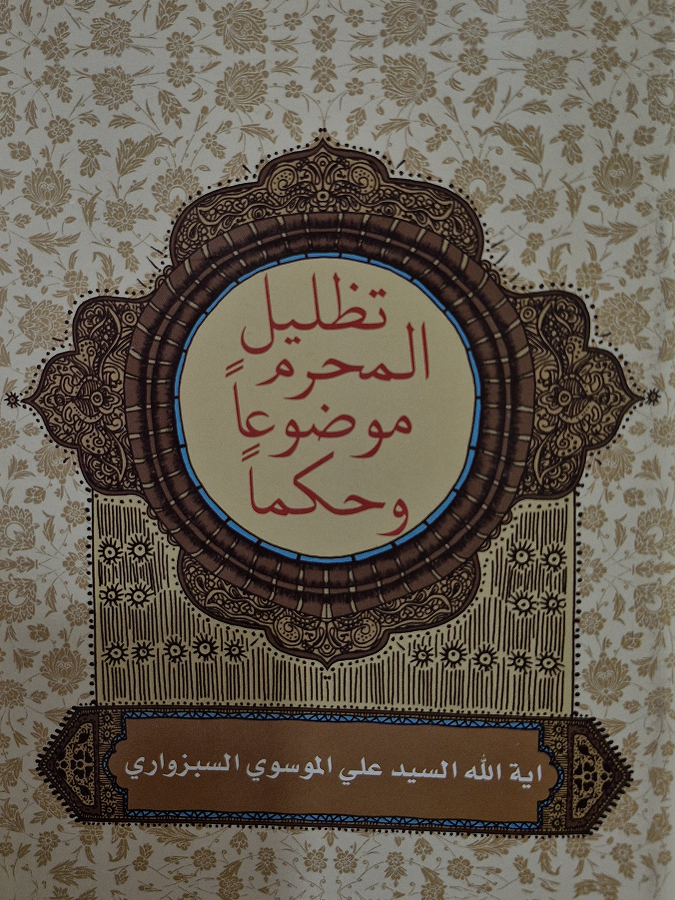 تظليل
المحرم
موضوعاً
وحكماً
اية الله السيد علي الموسوي السبزواري